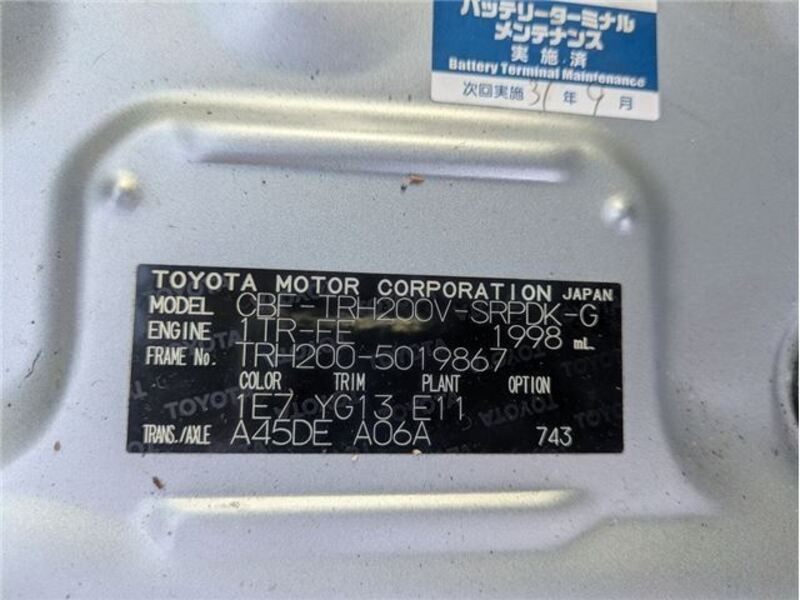 バッテリーターミナル
メンテナンス
実施済
Battery Terminal Maintenance
次回実施 31年 9月
TOYOTA MOTOR CORPORATION JAPAN
MODEL CBF-TRH200V-SRPDK-G
ENGINE 1TR-FE 1998 mL
FRAME No. TRH200-5019867
COLOR TRIM PLANT OPTION
1E7 YG13 E11
TRANS./AXLE A45DE A06A 743